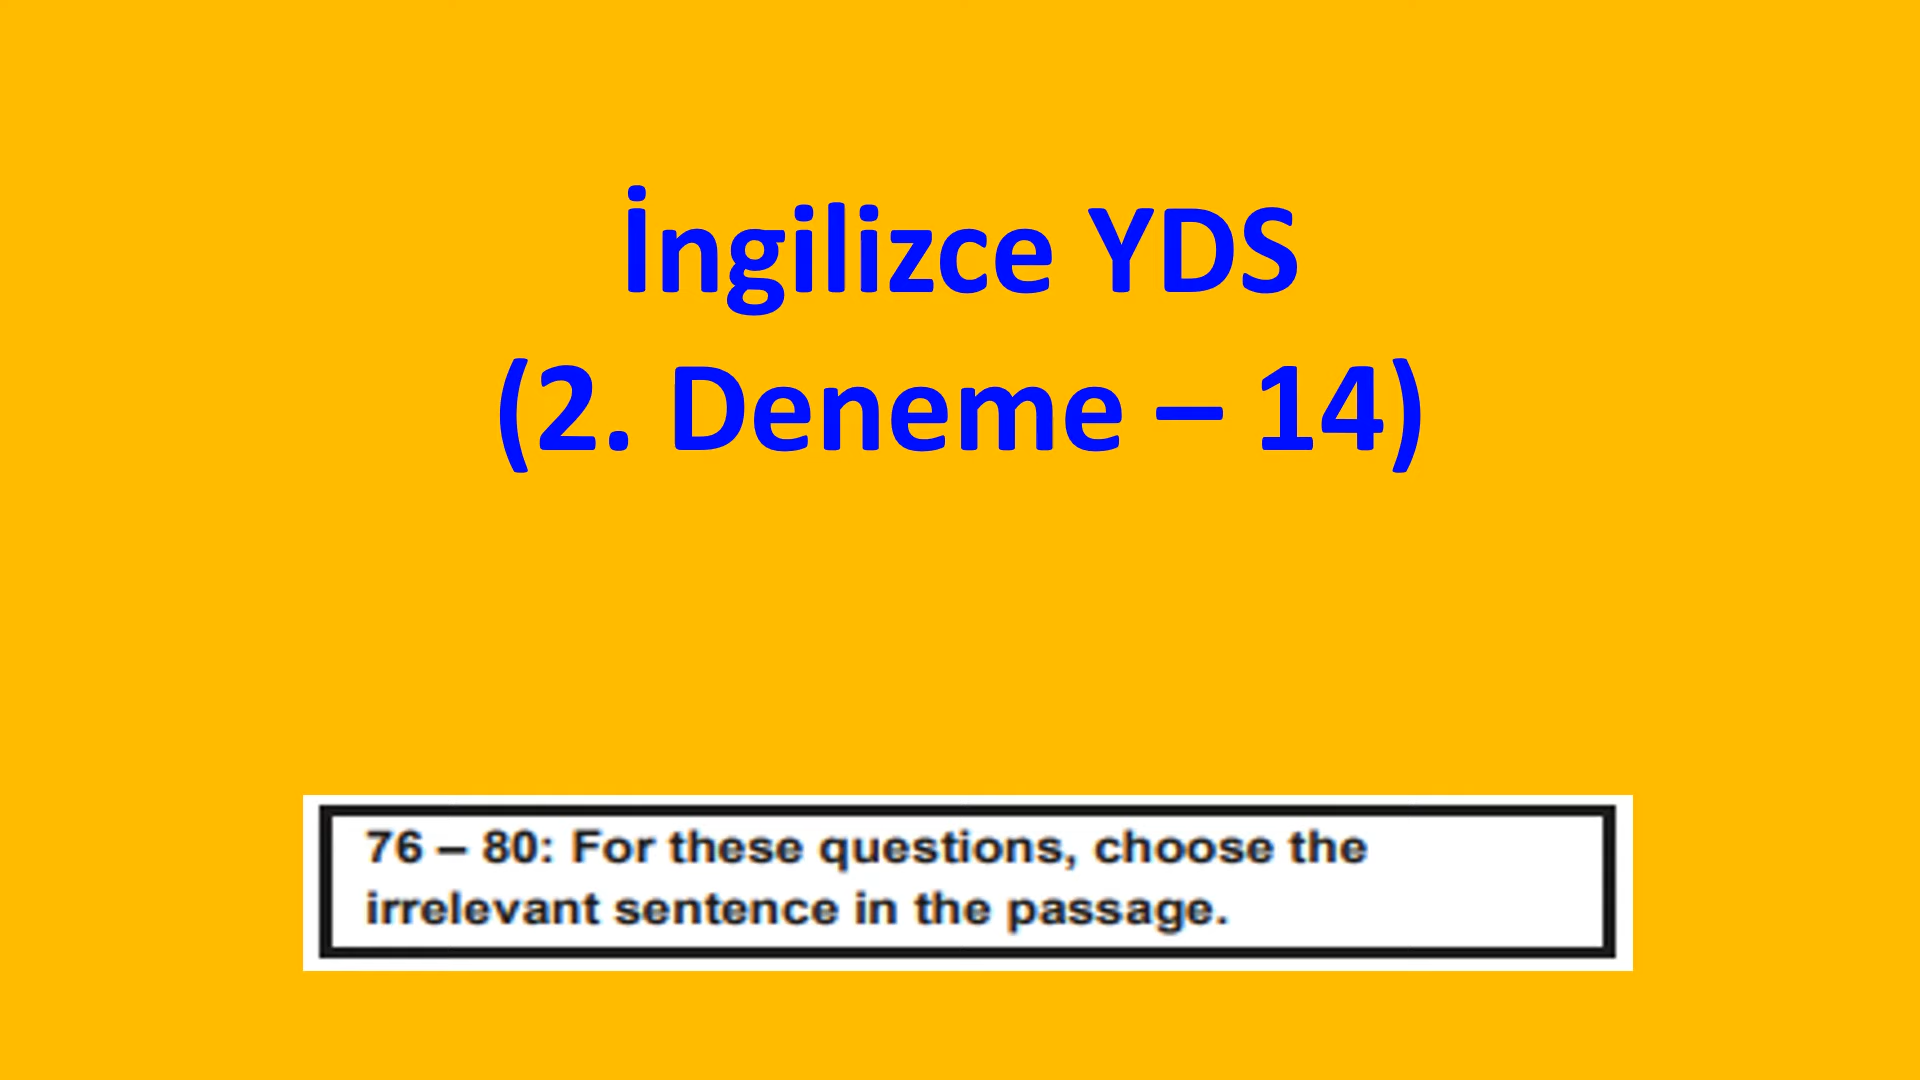 İngilizce YDS
(2. Deneme – 14)
76 – 80: For these questions, choose the
irrelevant sentence in the passage.